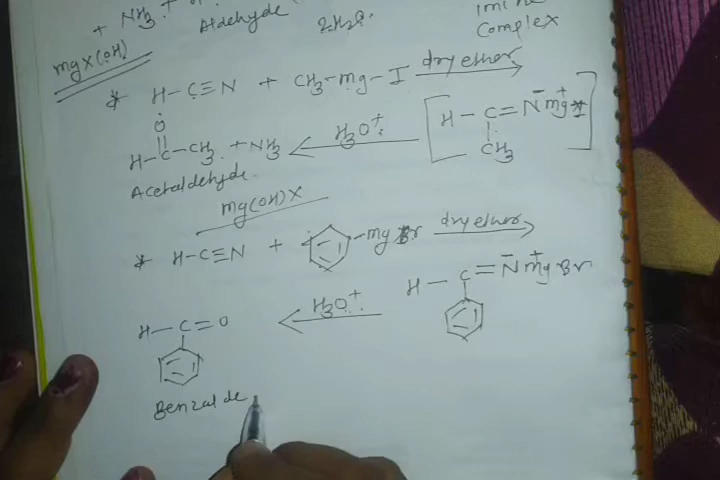 + NH₃ +
Aldehyde
2H₂O.
Complex
mgx(OH)
* H-C≡N + CH₃-mg-I dry ether
[H-C=N⁻mg⁺I]
CH₃
H₃O⁺
O
||
H-C-CH₃ + NH₃
Acetaldehyde.
mg(OH)X
* H-C≡N + -mg Br dry ether
H-C=N⁻mg⁺Br
H₃O⁺
H-C=O
Benzalde